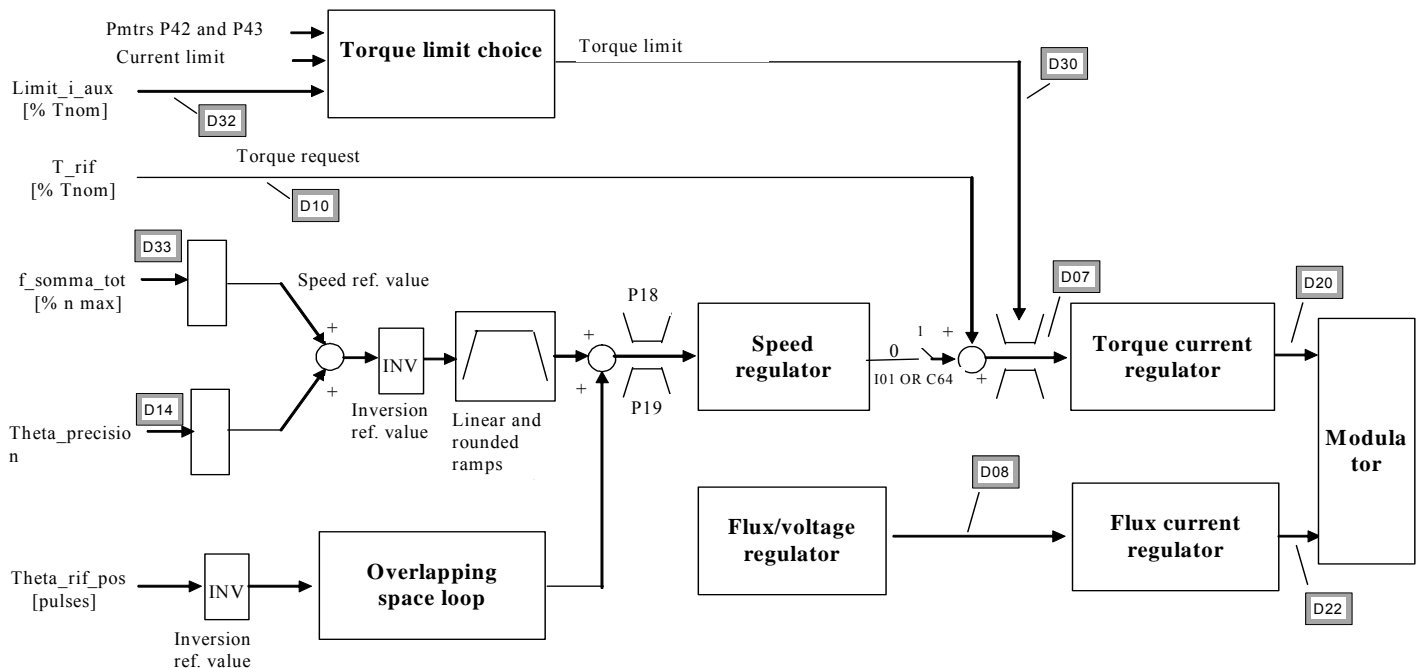 Pmtrs P42 and P43
Current limit
Limit_i_aux
[% Tnom]
D32
Torque limit choice
Torque limit
D30
T_rif
[% Tnom]
Torque request
D10
D33
f_somma_tot
[% n max]
Speed ref. value
+
+
D14
Theta_precisio
n
INV
Inversion
ref. value
Linear and
rounded
ramps
+
+
P18
P19
Speed
regulator
0
1
I01 OR C64
+
+
D07
Torque current
regulator
D20
Modula
tor
Flux/voltage
regulator
D08
Flux current
regulator
D22
Theta_rif_pos
[pulses]
INV
Inversion
ref. value
Overlapping
space loop